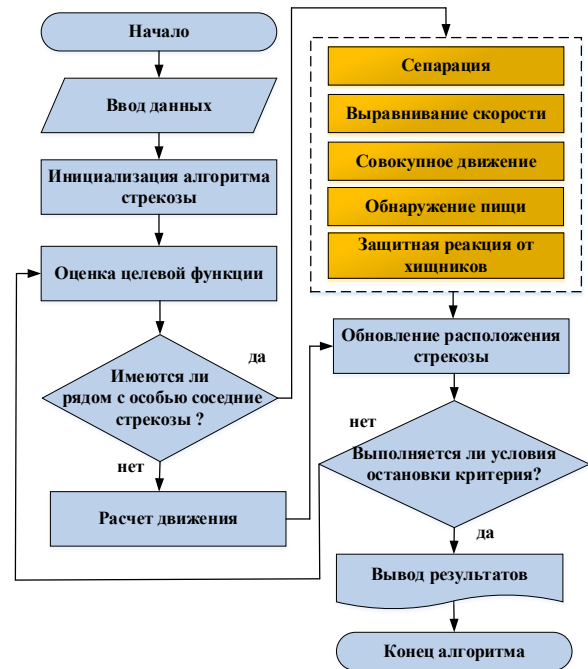 Начало
Ввод данных
Инициализация алгоритма
стрекозы
Оценка целевой функции
да
Имеются ли
рядом с особью соседние
стрекозы ?
нет
Расчет движения
Сепарация
Выравнивание скорости
Совокупное движение
Обнаружение пищи
Защитная реакция от
хищников
Обновление расположения
стрекозы
нет
Выполняется ли условия
остановки критерия?
да
Вывод результатов
Конец алгоритма